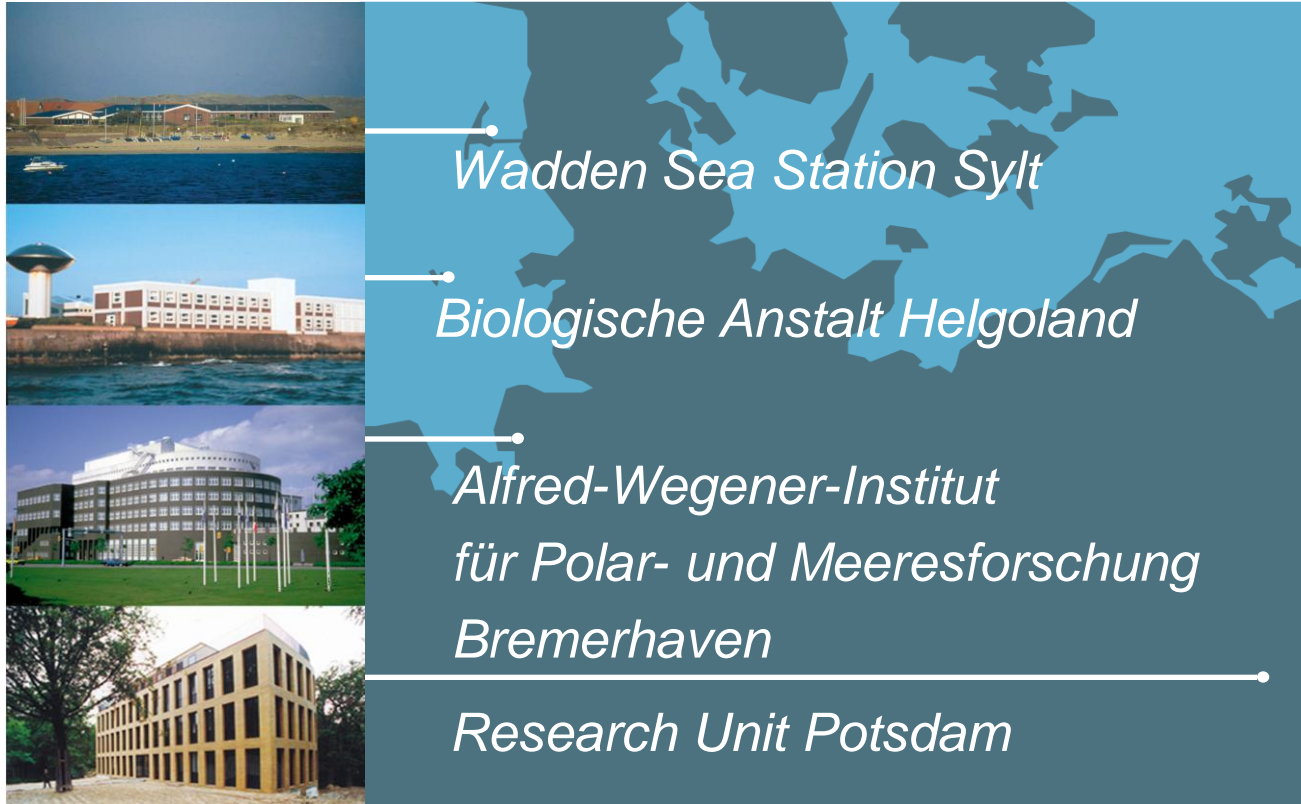 Wadden Sea Station Sylt
Biologische Anstalt Helgoland
Alfred-Wegener-Institut
für Polar- und Meeresforschung
Bremerhaven
Research Unit Potsdam